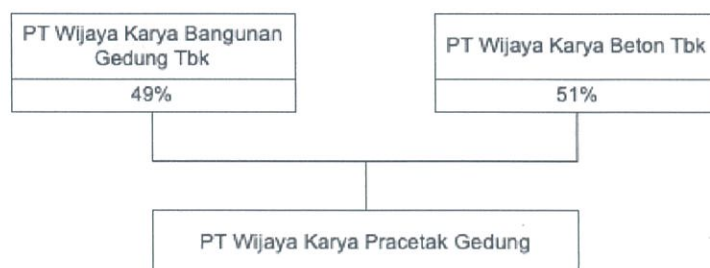 PT Wijaya Karya Bangunan
Gedung Tbk
49%
PT Wijaya Karya Beton Tbk
51%
PT Wijaya Karya Pracetak Gedung